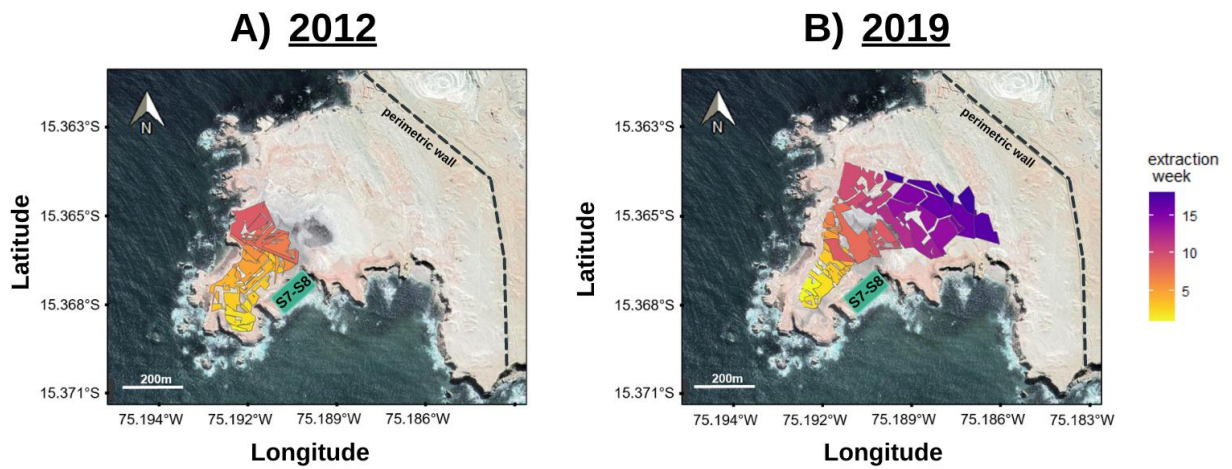 A) 2012
B) 2019
perimetric wall
perimetric wall
N
N
15.363°S
15.365°S
15.368°S
15.371°S
15.363°S
15.365°S
15.368°S
15.371°S
Latitude
Latitude
S7-S8
S7-S8
200m
200m
75.194°W
75.192°W
75.189°W
75.186°W
75.194°W
75.192°W
75.189°W
75.186°W
75.183°W
Longitude
Longitude
extraction
week
15
10
5